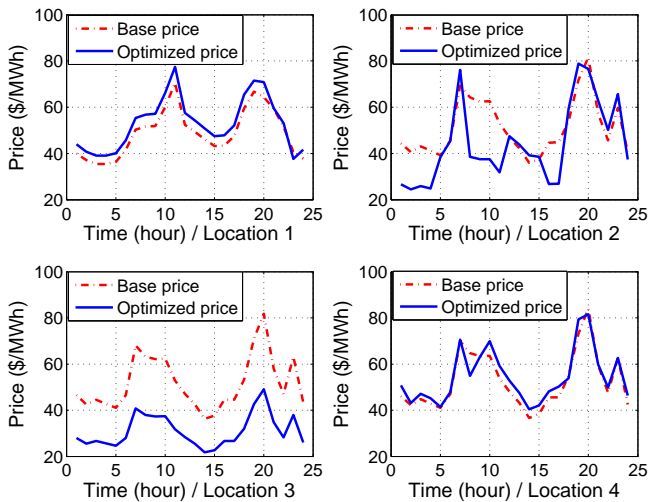 100
80
60
40
20
Price ($/MWh)
Base price
Optimized price
0 5 10 15 20 25
Time (hour) / Location 1
100
80
60
40
20
Price ($/MWh)
Base price
Optimized price
0 5 10 15 20 25
Time (hour) / Location 2
100
80
60
40
20
Price ($/MWh)
Base price
Optimized price
0 5 10 15 20 25
Time (hour) / Location 3
100
80
60
40
20
Price ($/MWh)
Base price
Optimized price
0 5 10 15 20 25
Time (hour) / Location 4